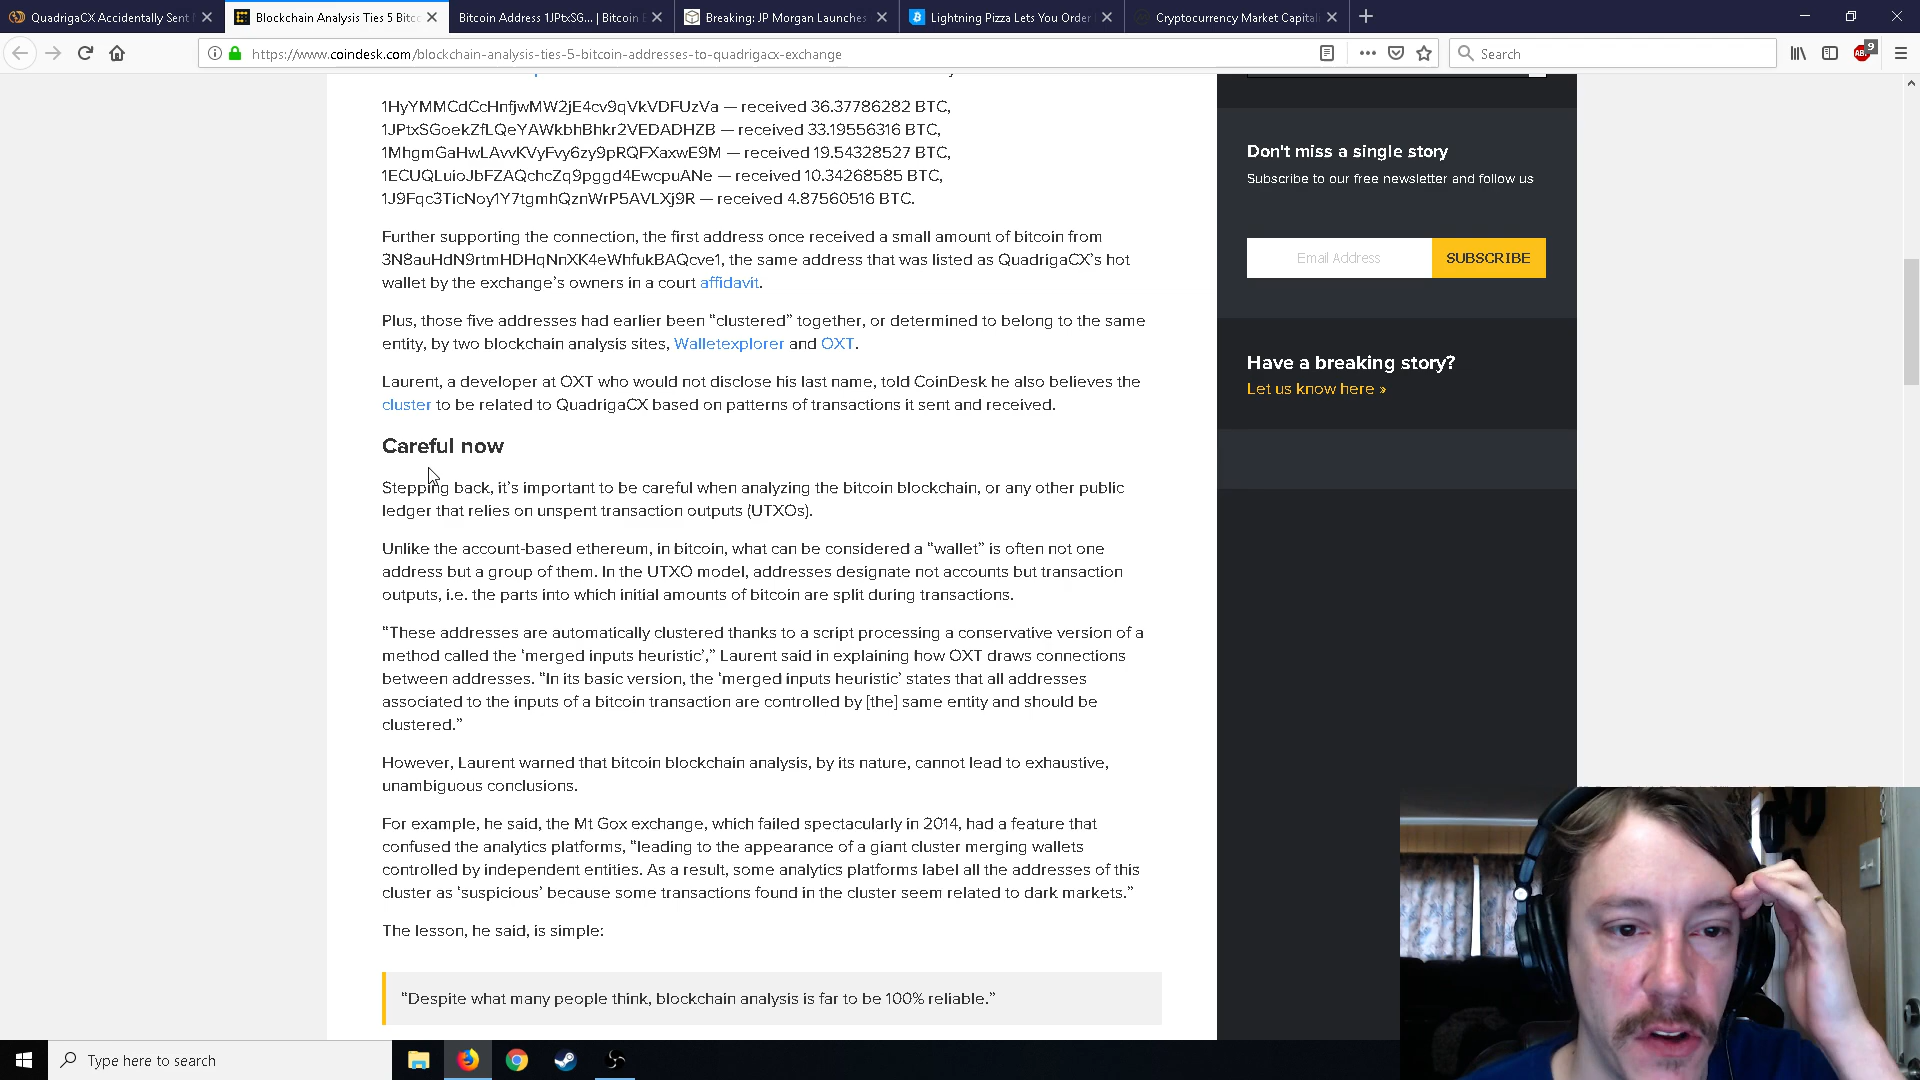 QuadrigaCX Accidentally Sent
Blockchain Analysis Ties 5 Bitco
Bitcoin Address 1JPtxSG... | Bitcoin
Breaking: JP Morgan Launches
Lightning Pizza Lets You Order
Cryptocurrency Market Capital
https://www.coindesk.com/blockchain-analysis-ties-5-bitcoin-addresses-to-quadrigacx-exchange
Search
9
1HyYMMCdCcHnfjwMW2jE4cv9qVkVDFUzVa — received 36.37786282 BTC,
1JPtxSGoekZfLQeYAWkbhBhkr2VEDADHZB — received 33.19556316 BTC,
1MhgmGaHwLAvvKVyFvy6zy9pRQFXaxwE9M — received 19.54328527 BTC,
1ECUQLuioJbFZAQchcZq9pggd4EwcpuANe — received 10.34268585 BTC,
1J9Fqc3TicNoy1Y7tgmhQznWrP5AVLXj9R — received 4.87560516 BTC.
Further supporting the connection, the first address once received a small amount of bitcoin from
3N8auHdN9rtmHDHqNnXK4eWhfukBAQcve1, the same address that was listed as QuadrigaCX’s hot
wallet by the exchange’s owners in a court affidavit.
Plus, those five addresses had earlier been “clustered” together, or determined to belong to the same
entity, by two blockchain analysis sites, Walletexplorer and OXT.
Laurent, a developer at OXT who would not disclose his last name, told CoinDesk he also believes the
cluster to be related to QuadrigaCX based on patterns of transactions it sent and received.
Careful now
Stepping back, it’s important to be careful when analyzing the bitcoin blockchain, or any other public
ledger that relies on unspent transaction outputs (UTXOs).
Unlike the account-based ethereum, in bitcoin, what can be considered a “wallet” is often not one
address but a group of them. In the UTXO model, addresses designate not accounts but transaction
outputs, i.e. the parts into which initial amounts of bitcoin are split during transactions.
“These addresses are automatically clustered thanks to a script processing a conservative version of a
method called the ‘merged inputs heuristic’,” Laurent said in explaining how OXT draws connections
between addresses. “In its basic version, the ‘merged inputs heuristic’ states that all addresses
associated to the inputs of a bitcoin transaction are controlled by [the] same entity and should be
clustered.”
However, Laurent warned that bitcoin blockchain analysis, by its nature, cannot lead to exhaustive,
unambiguous conclusions.
For example, he said, the Mt Gox exchange, which failed spectacularly in 2014, had a feature that
confused the analytics platforms, “leading to the appearance of a giant cluster merging wallets
controlled by independent entities. As a result, some analytics platforms label all the addresses of this
cluster as ‘suspicious’ because some transactions found in the cluster seem related to dark markets.”
The lesson, he said, is simple:
“Despite what many people think, blockchain analysis is far to be 100% reliable.”
Don't miss a single story
Subscribe to our free newsletter and follow us
Email Address
SUBSCRIBE
Have a breaking story?
Let us know here »
Type here to search